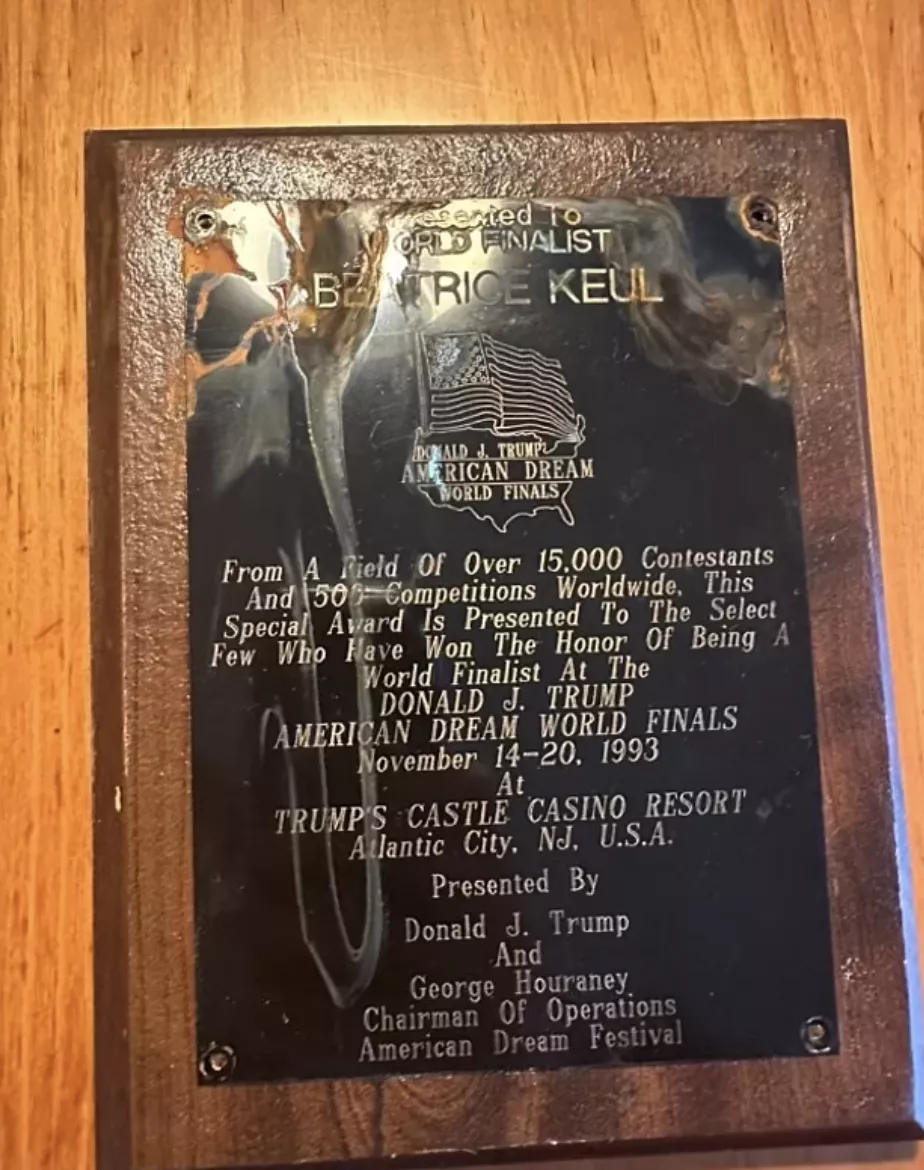 esented To
ORLD FINALIST
BEATRICE KEUL
DONALD J. TRUMP'S
AMERICAN DREAM
WORLD FINALS
From A Field Of Over 15,000 Contestants
And 500 Competitions Worldwide, This
Special Award Is Presented To The Select
Few Who Have Won The Honor Of Being A
World Finalist At The
DONALD J. TRUMP
AMERICAN DREAM WORLD FINALS
November 14-20, 1993
At
TRUMP'S CASTLE CASINO RESORT
Atlantic City, NJ, U.S.A.
Presented By
Donald J. Trump
And
George Houraney
Chairman Of Operations
American Dream Festival